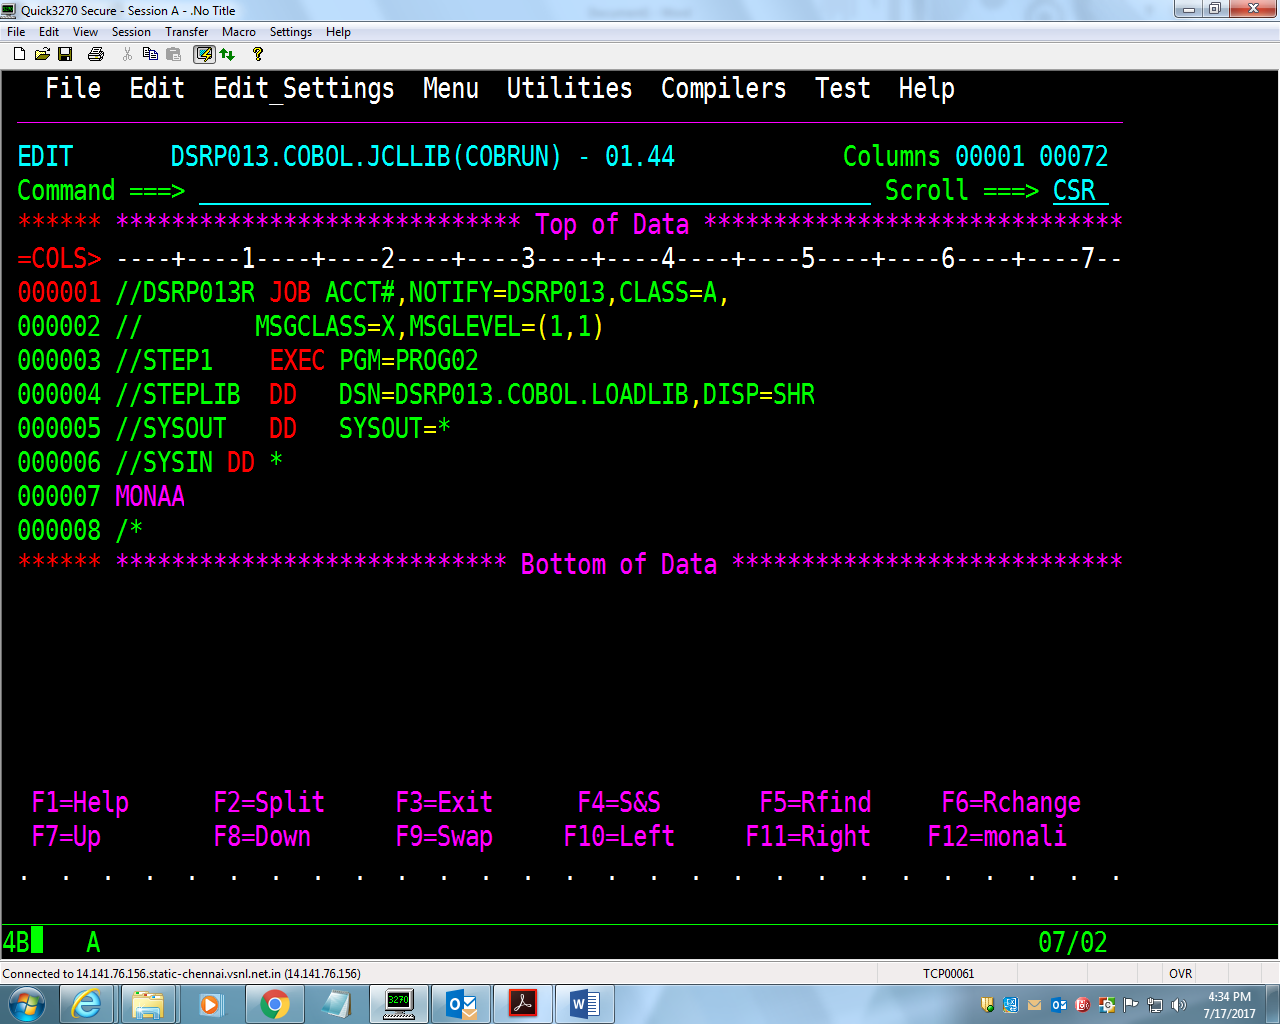 Quick3270 Secure - Session A - .No Title
File Edit View Session Transfer Macro Settings Help
File Edit Edit_Settings Menu Utilities Compilers Test Help
EDIT DSRP013.COBOL.JCLLIB(COBRUN) - 01.44 Columns 00001 00072
Command ===> Scroll ===> CSR
****** ***************************** Top of Data ******************************
=COLS> ----+----1----+----2----+----3----+----4----+----5----+----6----+----7--
000001 //DSRP013R JOB ACCT#,NOTIFY=DSRP013,CLASS=A,
000002 //        MSGCLASS=X,MSGLEVEL=(1,1)
000003 //STEP1    EXEC PGM=PROG02
000004 //STEPLIB  DD   DSN=DSRP013.COBOL.LOADLIB,DISP=SHR
000005 //SYSOUT   DD   SYSOUT=*
000006 //SYSIN DD *
000007 MONAA
000008 /*
****** **************************** Bottom of Data ****************************
F1=Help F2=Split F3=Exit F4=S&S F5=Rfind F6=Rchange
F7=Up F8=Down F9=Swap F10=Left F11=Right F12=monali
. . . . . . . . . . . . . . . . . . . . . . . . . . .
4B A 07/02
Connected to 14.141.76.156.static-chennai.vsnl.net.in (14.141.76.156) TCP00061 OVR
3270
4:34 PM
7/17/2017